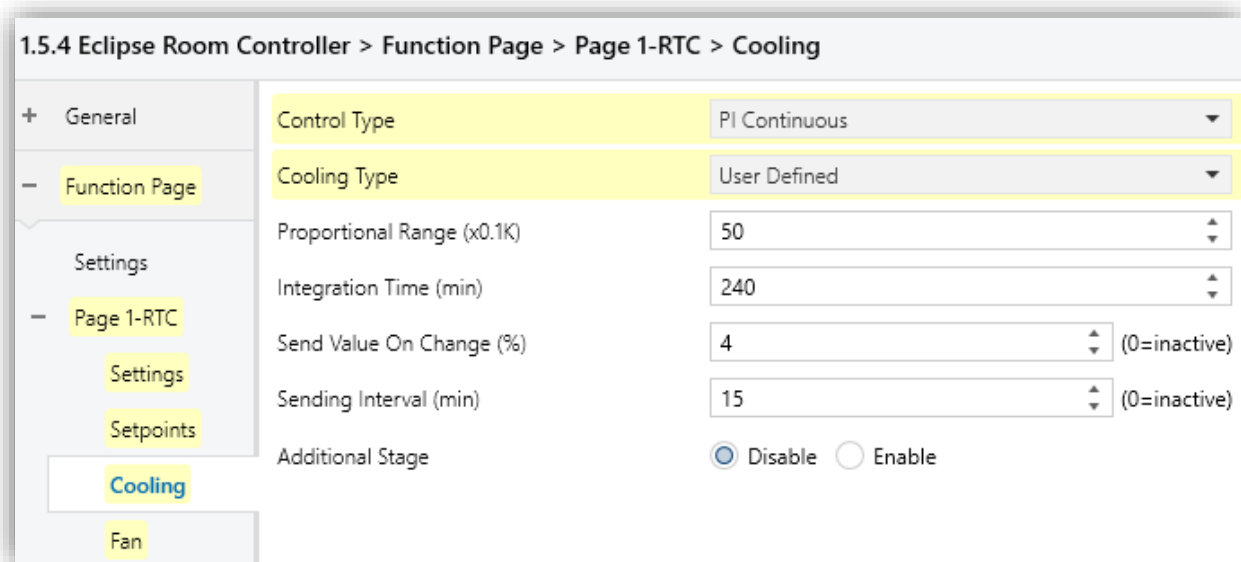 1.5.4 Eclipse Room Controller > Function Page > Page 1-RTC > Cooling
+ General
− Function Page
Settings
− Page 1-RTC
Settings
Setpoints
Cooling
Fan
Control Type PI Continuous
Cooling Type User Defined
Proportional Range (x0.1K) 50
Integration Time (min) 240
Send Value On Change (%) 4 (0=inactive)
Sending Interval (min) 15 (0=inactive)
Additional Stage Disable Enable